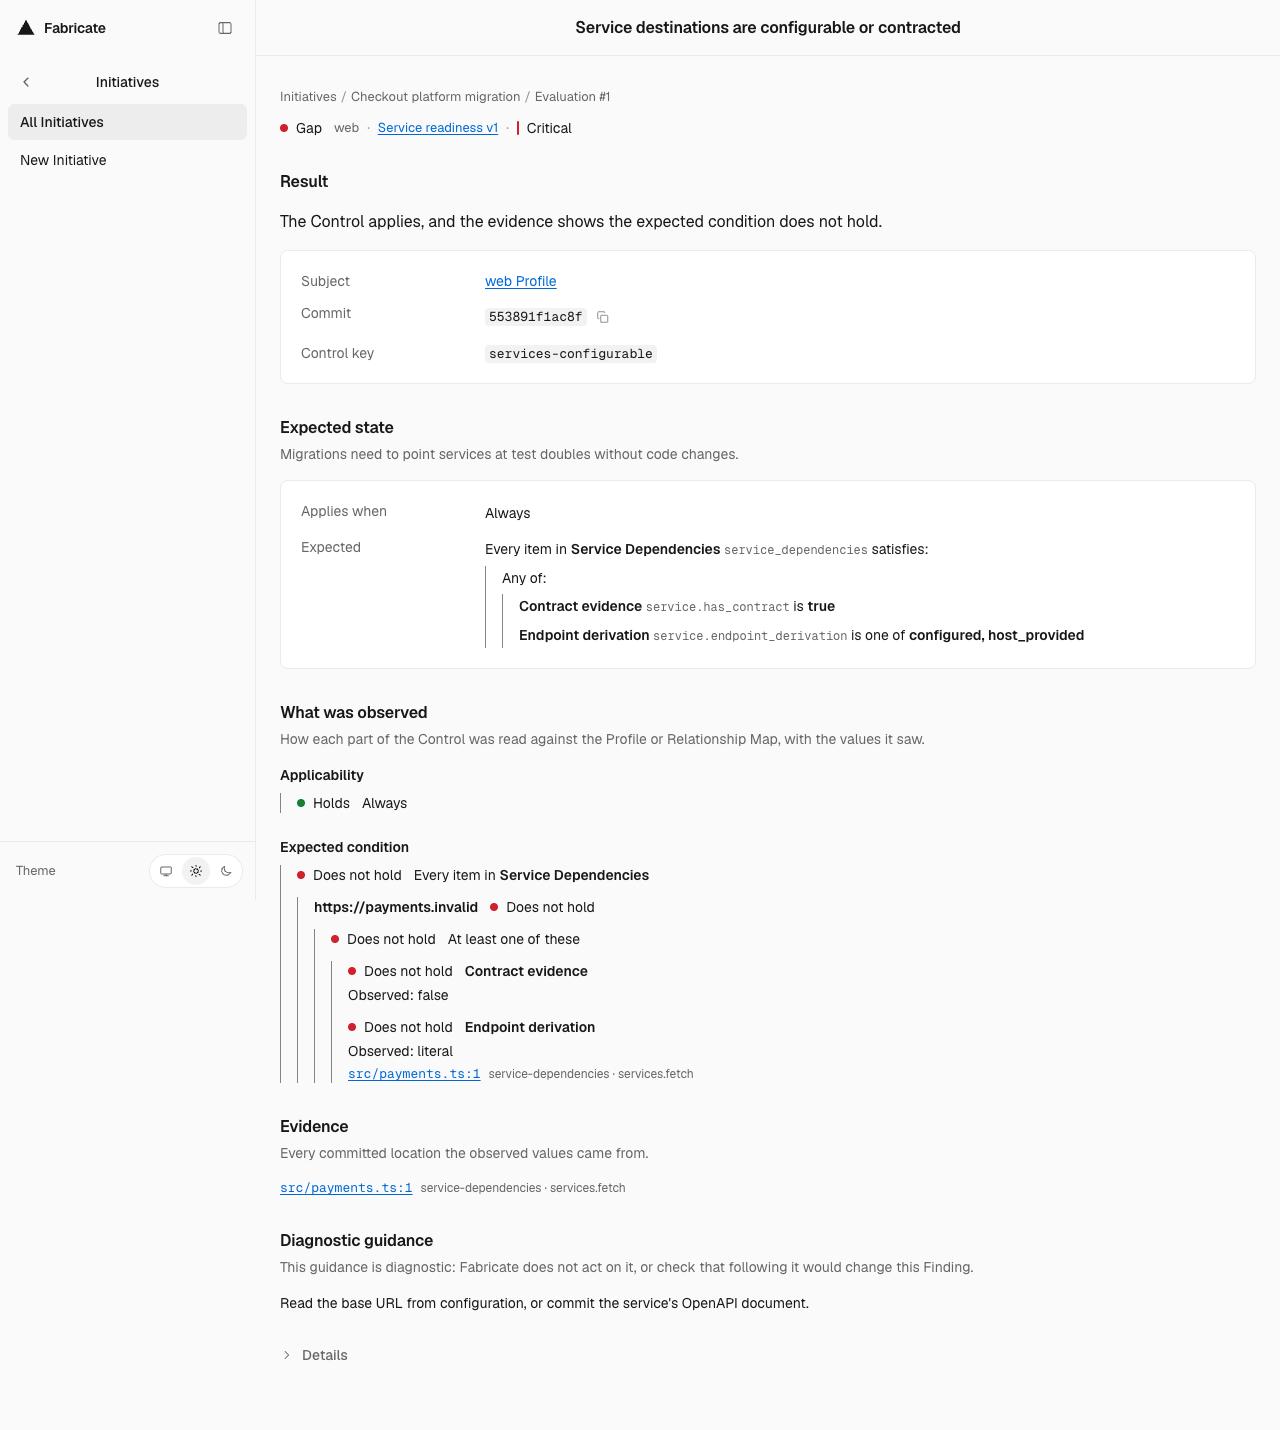 Fabricate
Service destinations are configurable or contracted
Initiatives
All Initiatives
New Initiative
Theme
Initiatives / Checkout platform migration / Evaluation #1
Gap web · Service readiness v1 · Critical
Result
The Control applies, and the evidence shows the expected condition does not hold.
Subject web Profile
Commit 553891f1ac8f
Control key services-configurable
Expected state
Migrations need to point services at test doubles without code changes.
Applies when Always
Expected Every item in Service Dependencies service_dependencies satisfies:
Any of:
Contract evidence service.has_contract is true
Endpoint derivation service.endpoint_derivation is one of configured, host_provided
What was observed
How each part of the Control was read against the Profile or Relationship Map, with the values it saw.
Applicability
Holds Always
Expected condition
Does not hold Every item in Service Dependencies
https://payments.invalid Does not hold
Does not hold At least one of these
Does not hold Contract evidence
Observed: false
Does not hold Endpoint derivation
Observed: literal
src/payments.ts:1 service-dependencies · services.fetch
Evidence
Every committed location the observed values came from.
src/payments.ts:1 service-dependencies · services.fetch
Diagnostic guidance
This guidance is diagnostic: Fabricate does not act on it, or check that following it would change this Finding.
Read the base URL from configuration, or commit the service's OpenAPI document.
Details